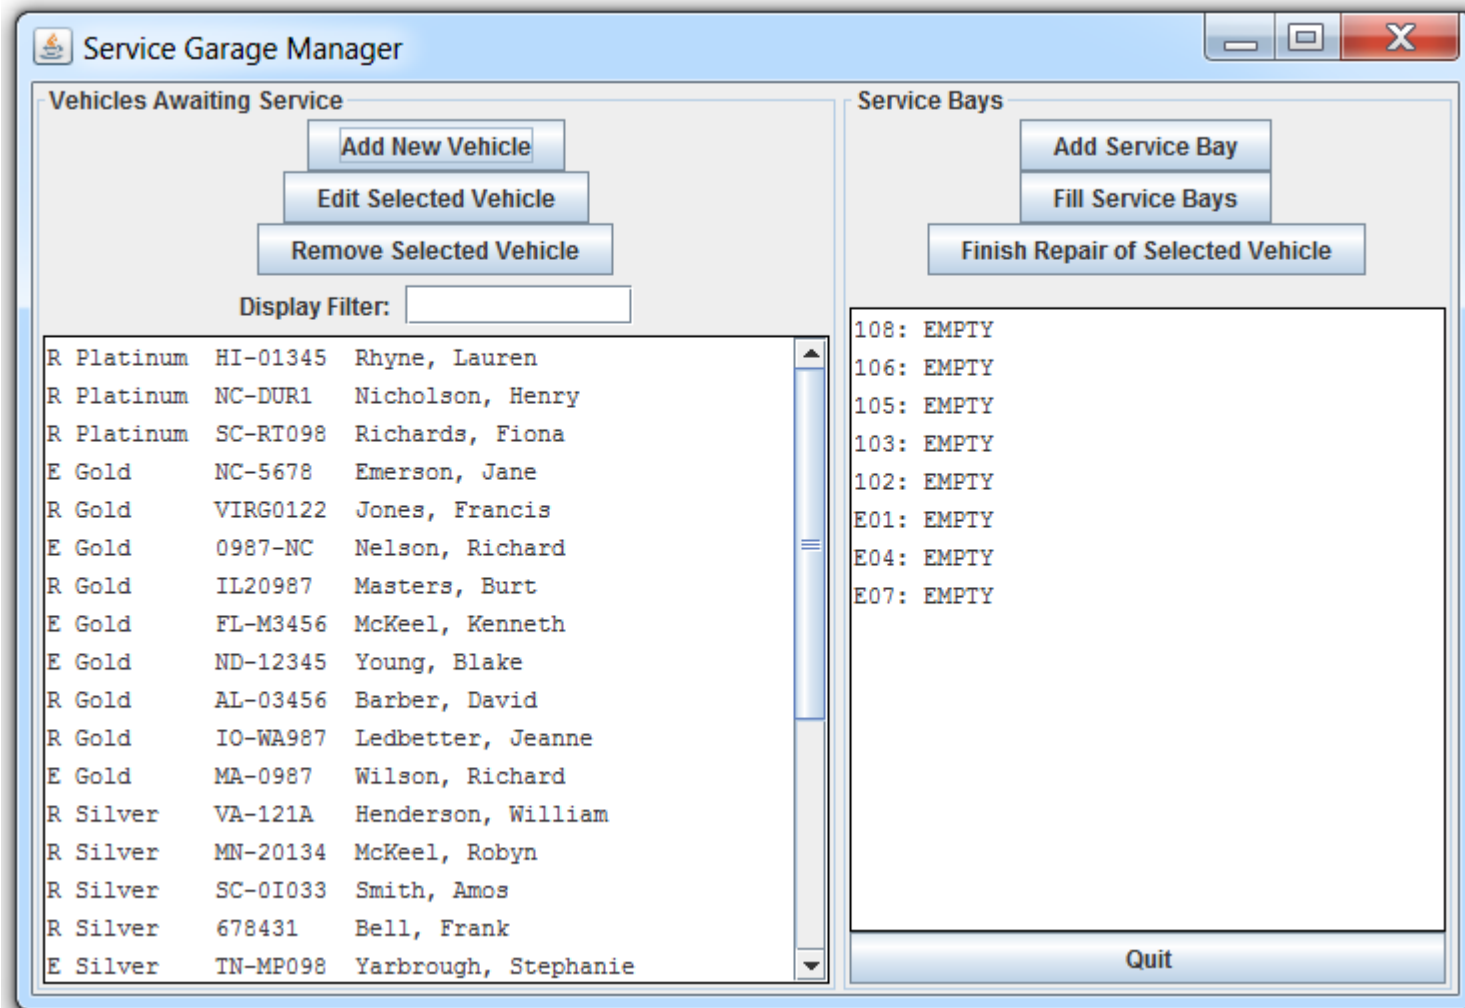 Service Garage Manager
Vehicles Awaiting Service
Add New Vehicle
Edit Selected Vehicle
Remove Selected Vehicle
Display Filter:
R Platinum  HI-01345  Rhyne, Lauren
R Platinum  NC-DUR1   Nicholson, Henry
R Platinum  SC-RT098  Richards, Fiona
E Gold      NC-5678   Emerson, Jane
R Gold      VIRG0122  Jones, Francis
E Gold      0987-NC   Nelson, Richard
R Gold      IL20987   Masters, Burt
E Gold      FL-M3456  McKeel, Kenneth
E Gold      ND-12345  Young, Blake
R Gold      AL-03456  Barber, David
R Gold      IO-WA987  Ledbetter, Jeanne
E Gold      MA-0987   Wilson, Richard
R Silver    VA-121A   Henderson, William
R Silver    MN-20134  McKeel, Robyn
R Silver    SC-0I033  Smith, Amos
R Silver    678431    Bell, Frank
E Silver    TN-MP098  Yarbrough, Stephanie
Service Bays
Add Service Bay
Fill Service Bays
Finish Repair of Selected Vehicle
108: EMPTY
106: EMPTY
105: EMPTY
103: EMPTY
102: EMPTY
E01: EMPTY
E04: EMPTY
E07: EMPTY
Quit